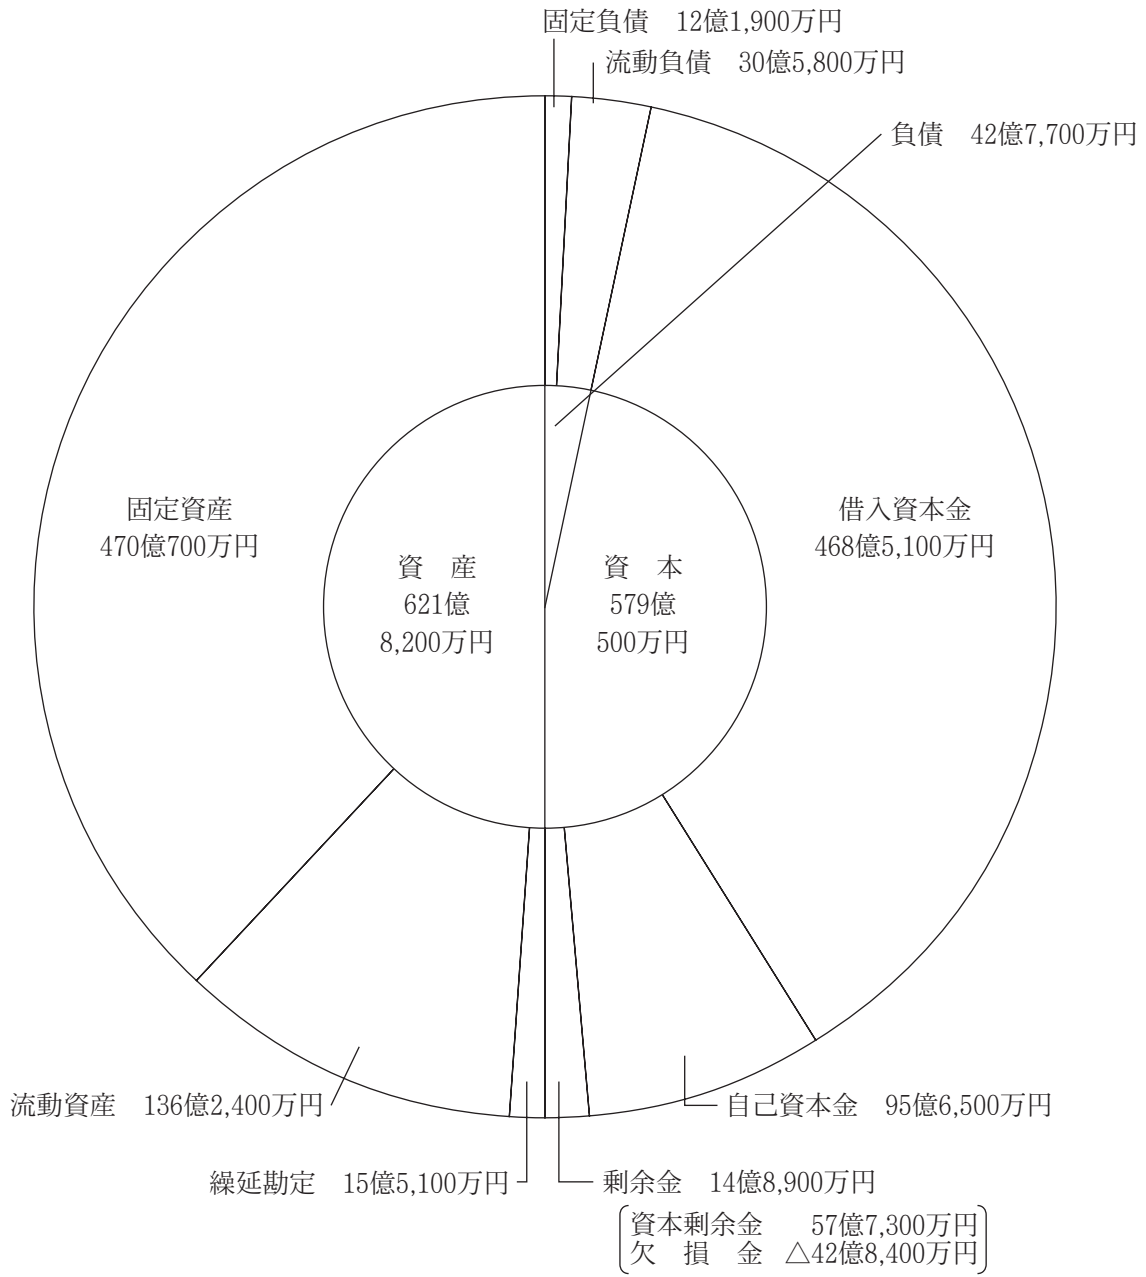 固定負債　12億1,900万円
流動負債　30億5,800万円
負債　42億7,700万円
固定資産
470億700万円
借入資本金
468億5,100万円
資　産
621億
8,200万円
資　本
579億
500万円
流動資産　136億2,400万円
自己資本金　95億6,500万円
繰延勘定　15億5,100万円
剰余金　14億8,900万円
資本剰余金　57億7,300万円
欠　損　金　△42億8,400万円